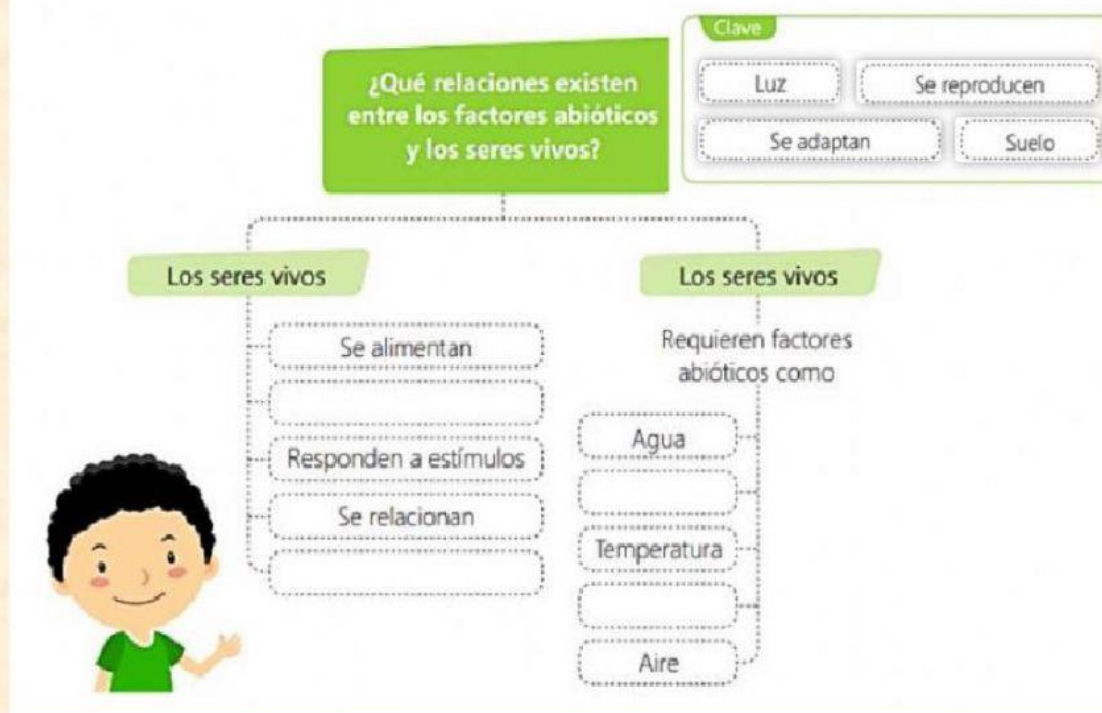 Clave
Luz
Se reproducen
Se adaptan
Suelo
¿Qué relaciones existen
entre los factores abióticos
y los seres vivos?
Los seres vivos
Se alimentan
Responden a estímulos
Se relacionan
Los seres vivos
Requieren factores
abióticos como
Agua
Temperatura
Aire